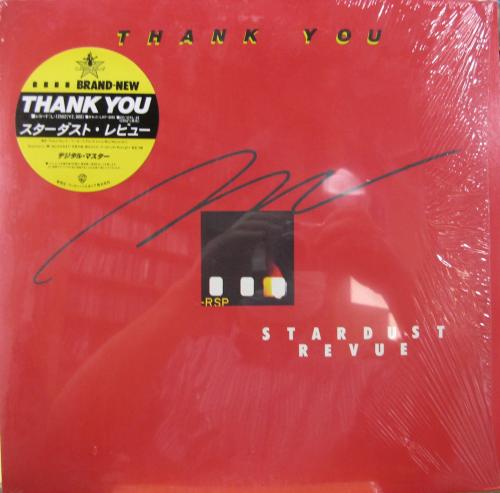 THANK YOU
BRAND-NEW
THANK YOU
スターダスト・レビュー
デジタル・マスター
-RSP
STARDUST
REVUE